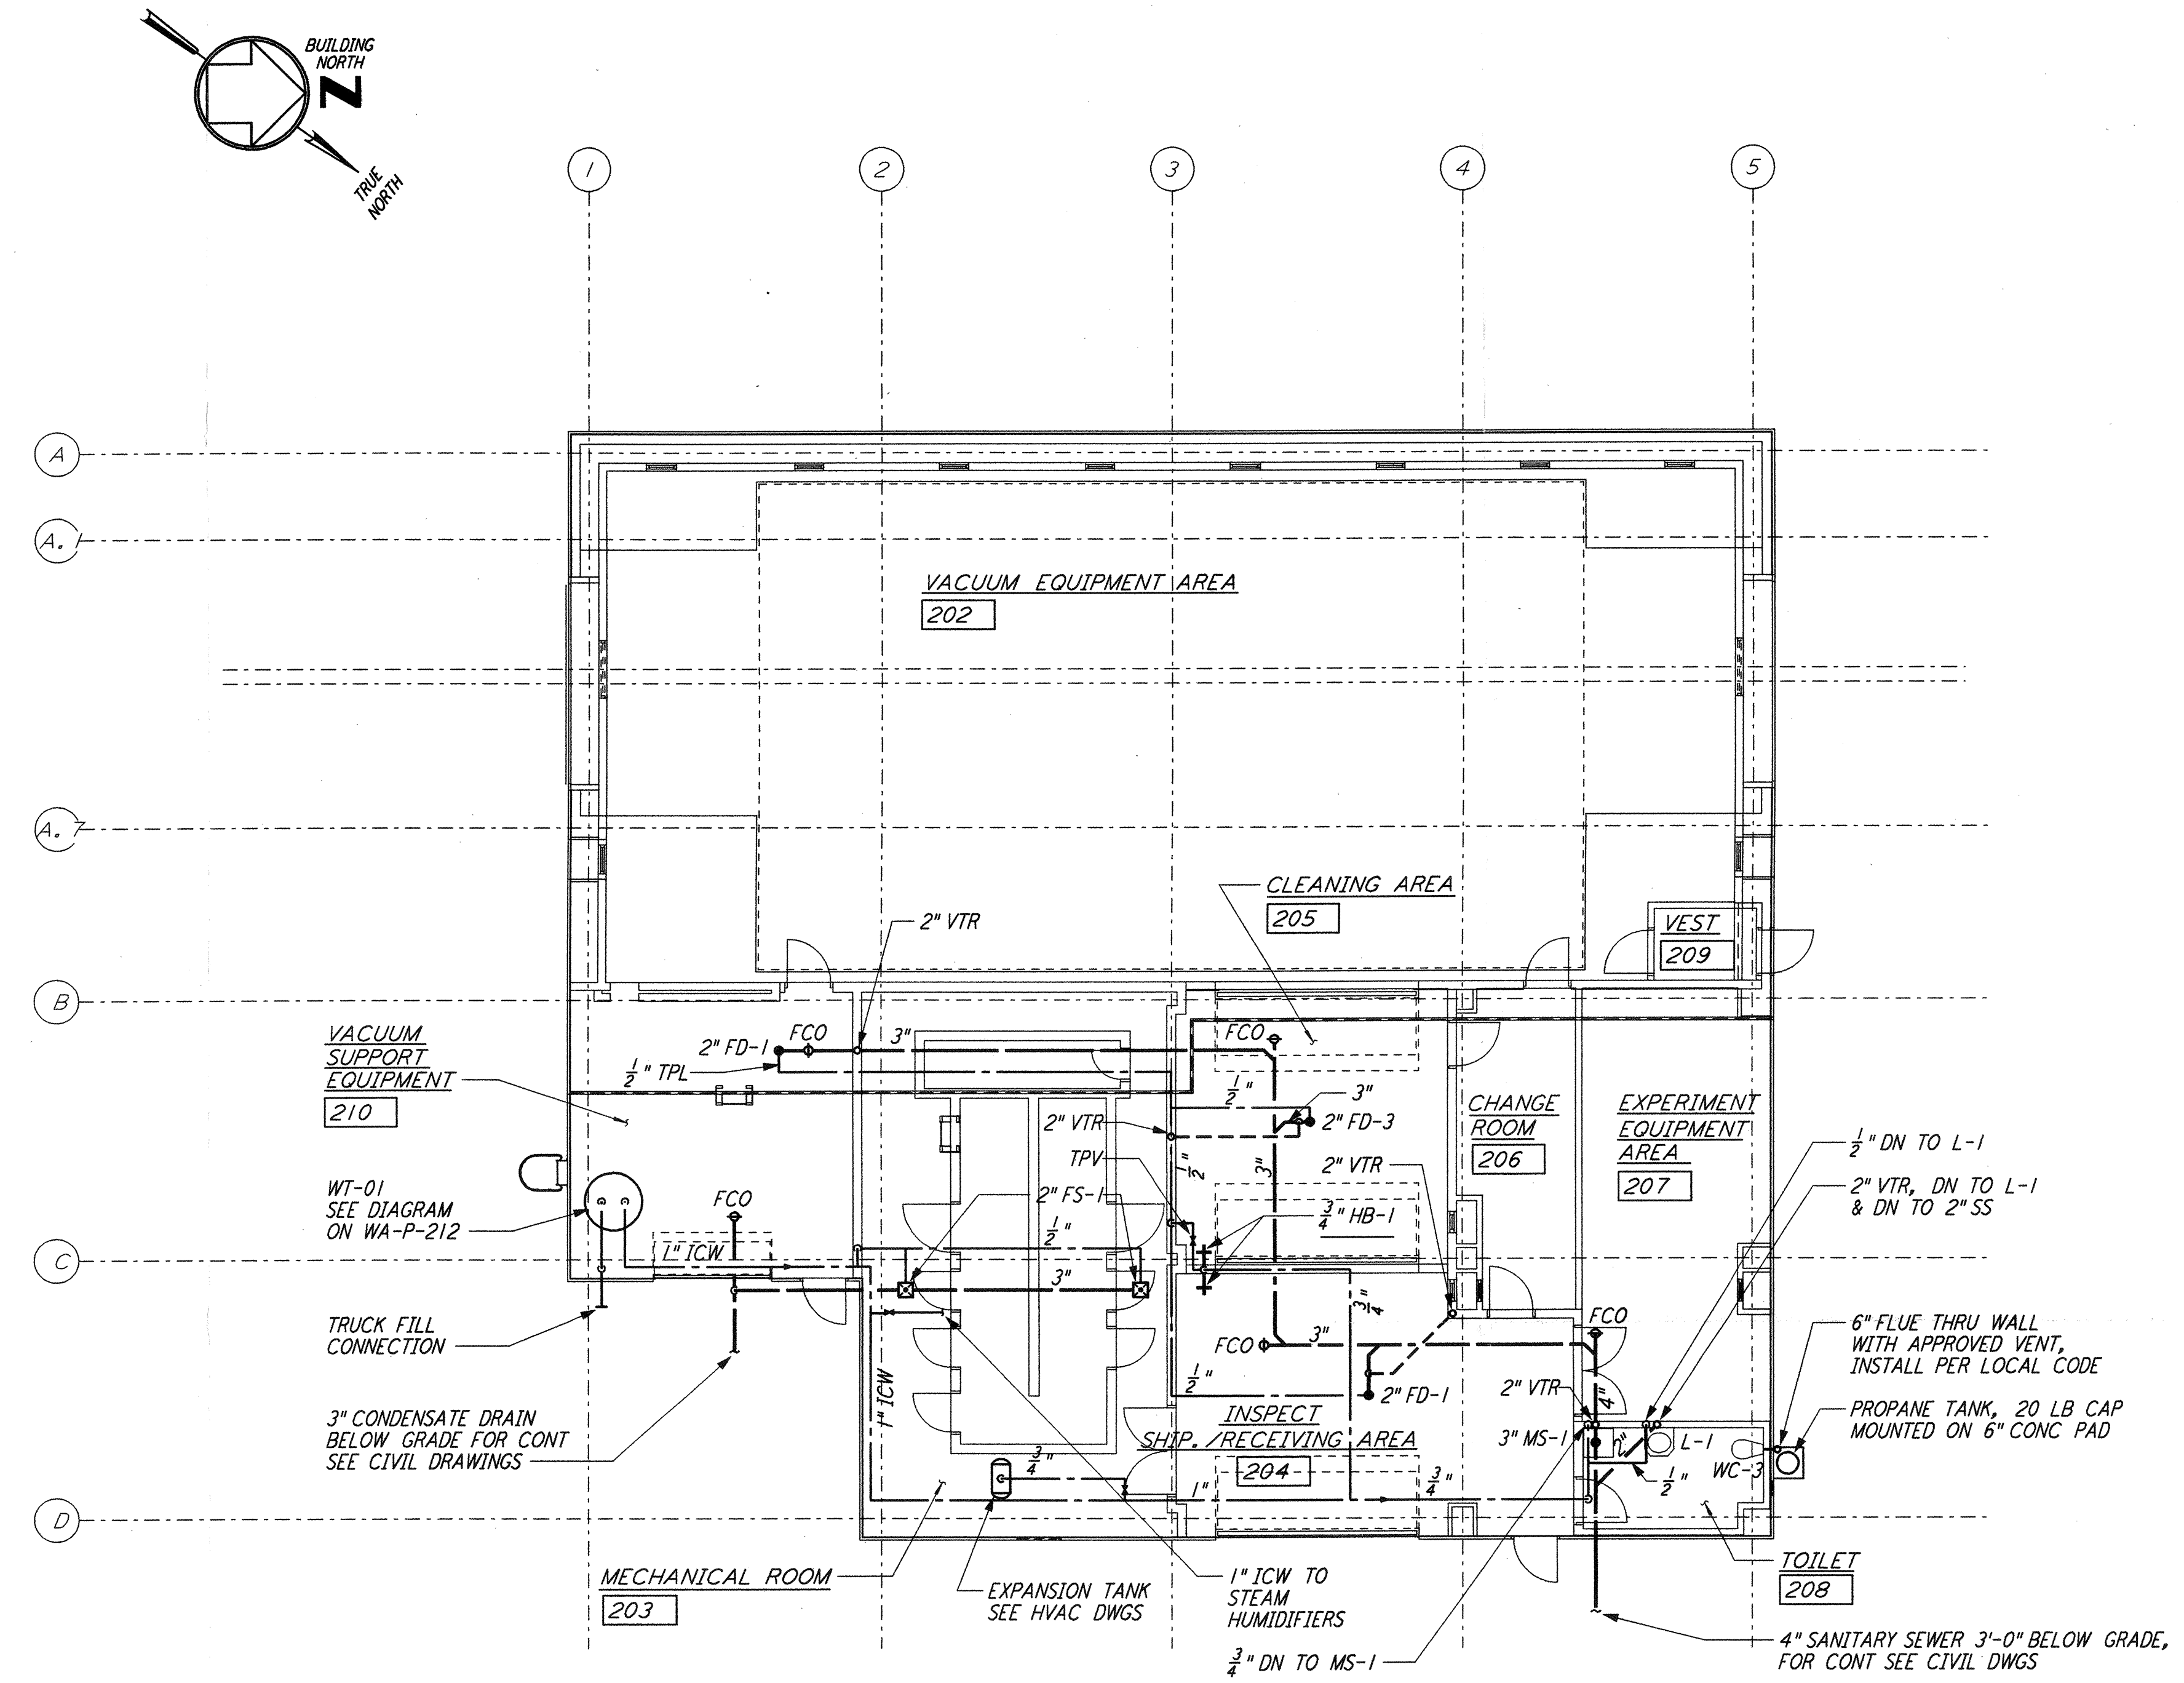 BUILDING
NORTH
N
TRUE
NORTH
1
2
3
4
5
A
A.1
A.7
B
C
D
VACUUM EQUIPMENT AREA
202
CLEANING AREA
205
VEST
209
2" VTR
VACUUM
SUPPORT
EQUIPMENT
210
2" FD-1
FCO
3"
1/2" TPL
FCO
1/2"
3"
2" FD-3
2" VTR
TPV
1/2"
3"
2" VTR
CHANGE
ROOM
206
EXPERIMENT
EQUIPMENT
AREA
207
1/2" DN TO L-1
2" VTR, DN TO L-1
& DN TO 2" SS
WT-01
SEE DIAGRAM
ON WA-P-212
FCO
1" ICW
2" FS-1
1/2"
3"
3/4" HB-1
3/4"
TRUCK FILL
CONNECTION
3" CONDENSATE DRAIN
BELOW GRADE FOR CONT
SEE CIVIL DRAWINGS
1" ICW
FCO
3"
1/2"
2" FD-1
FCO
4"
2" VTR
3" MS-1
2"
L-1
WC-3
1/2"
6" FLUE THRU WALL
WITH APPROVED VENT,
INSTALL PER LOCAL CODE
PROPANE TANK, 20 LB CAP
MOUNTED ON 6" CONC PAD
INSPECT
SHIP./RECEIVING AREA
204
3/4"
1"
3/4"
MECHANICAL ROOM
203
EXPANSION TANK
SEE HVAC DWGS
1" ICW TO
STEAM
HUMIDIFIERS
3/4" DN TO MS-1
TOILET
208
4" SANITARY SEWER 3'-0" BELOW GRADE,
FOR CONT SEE CIVIL DWGS